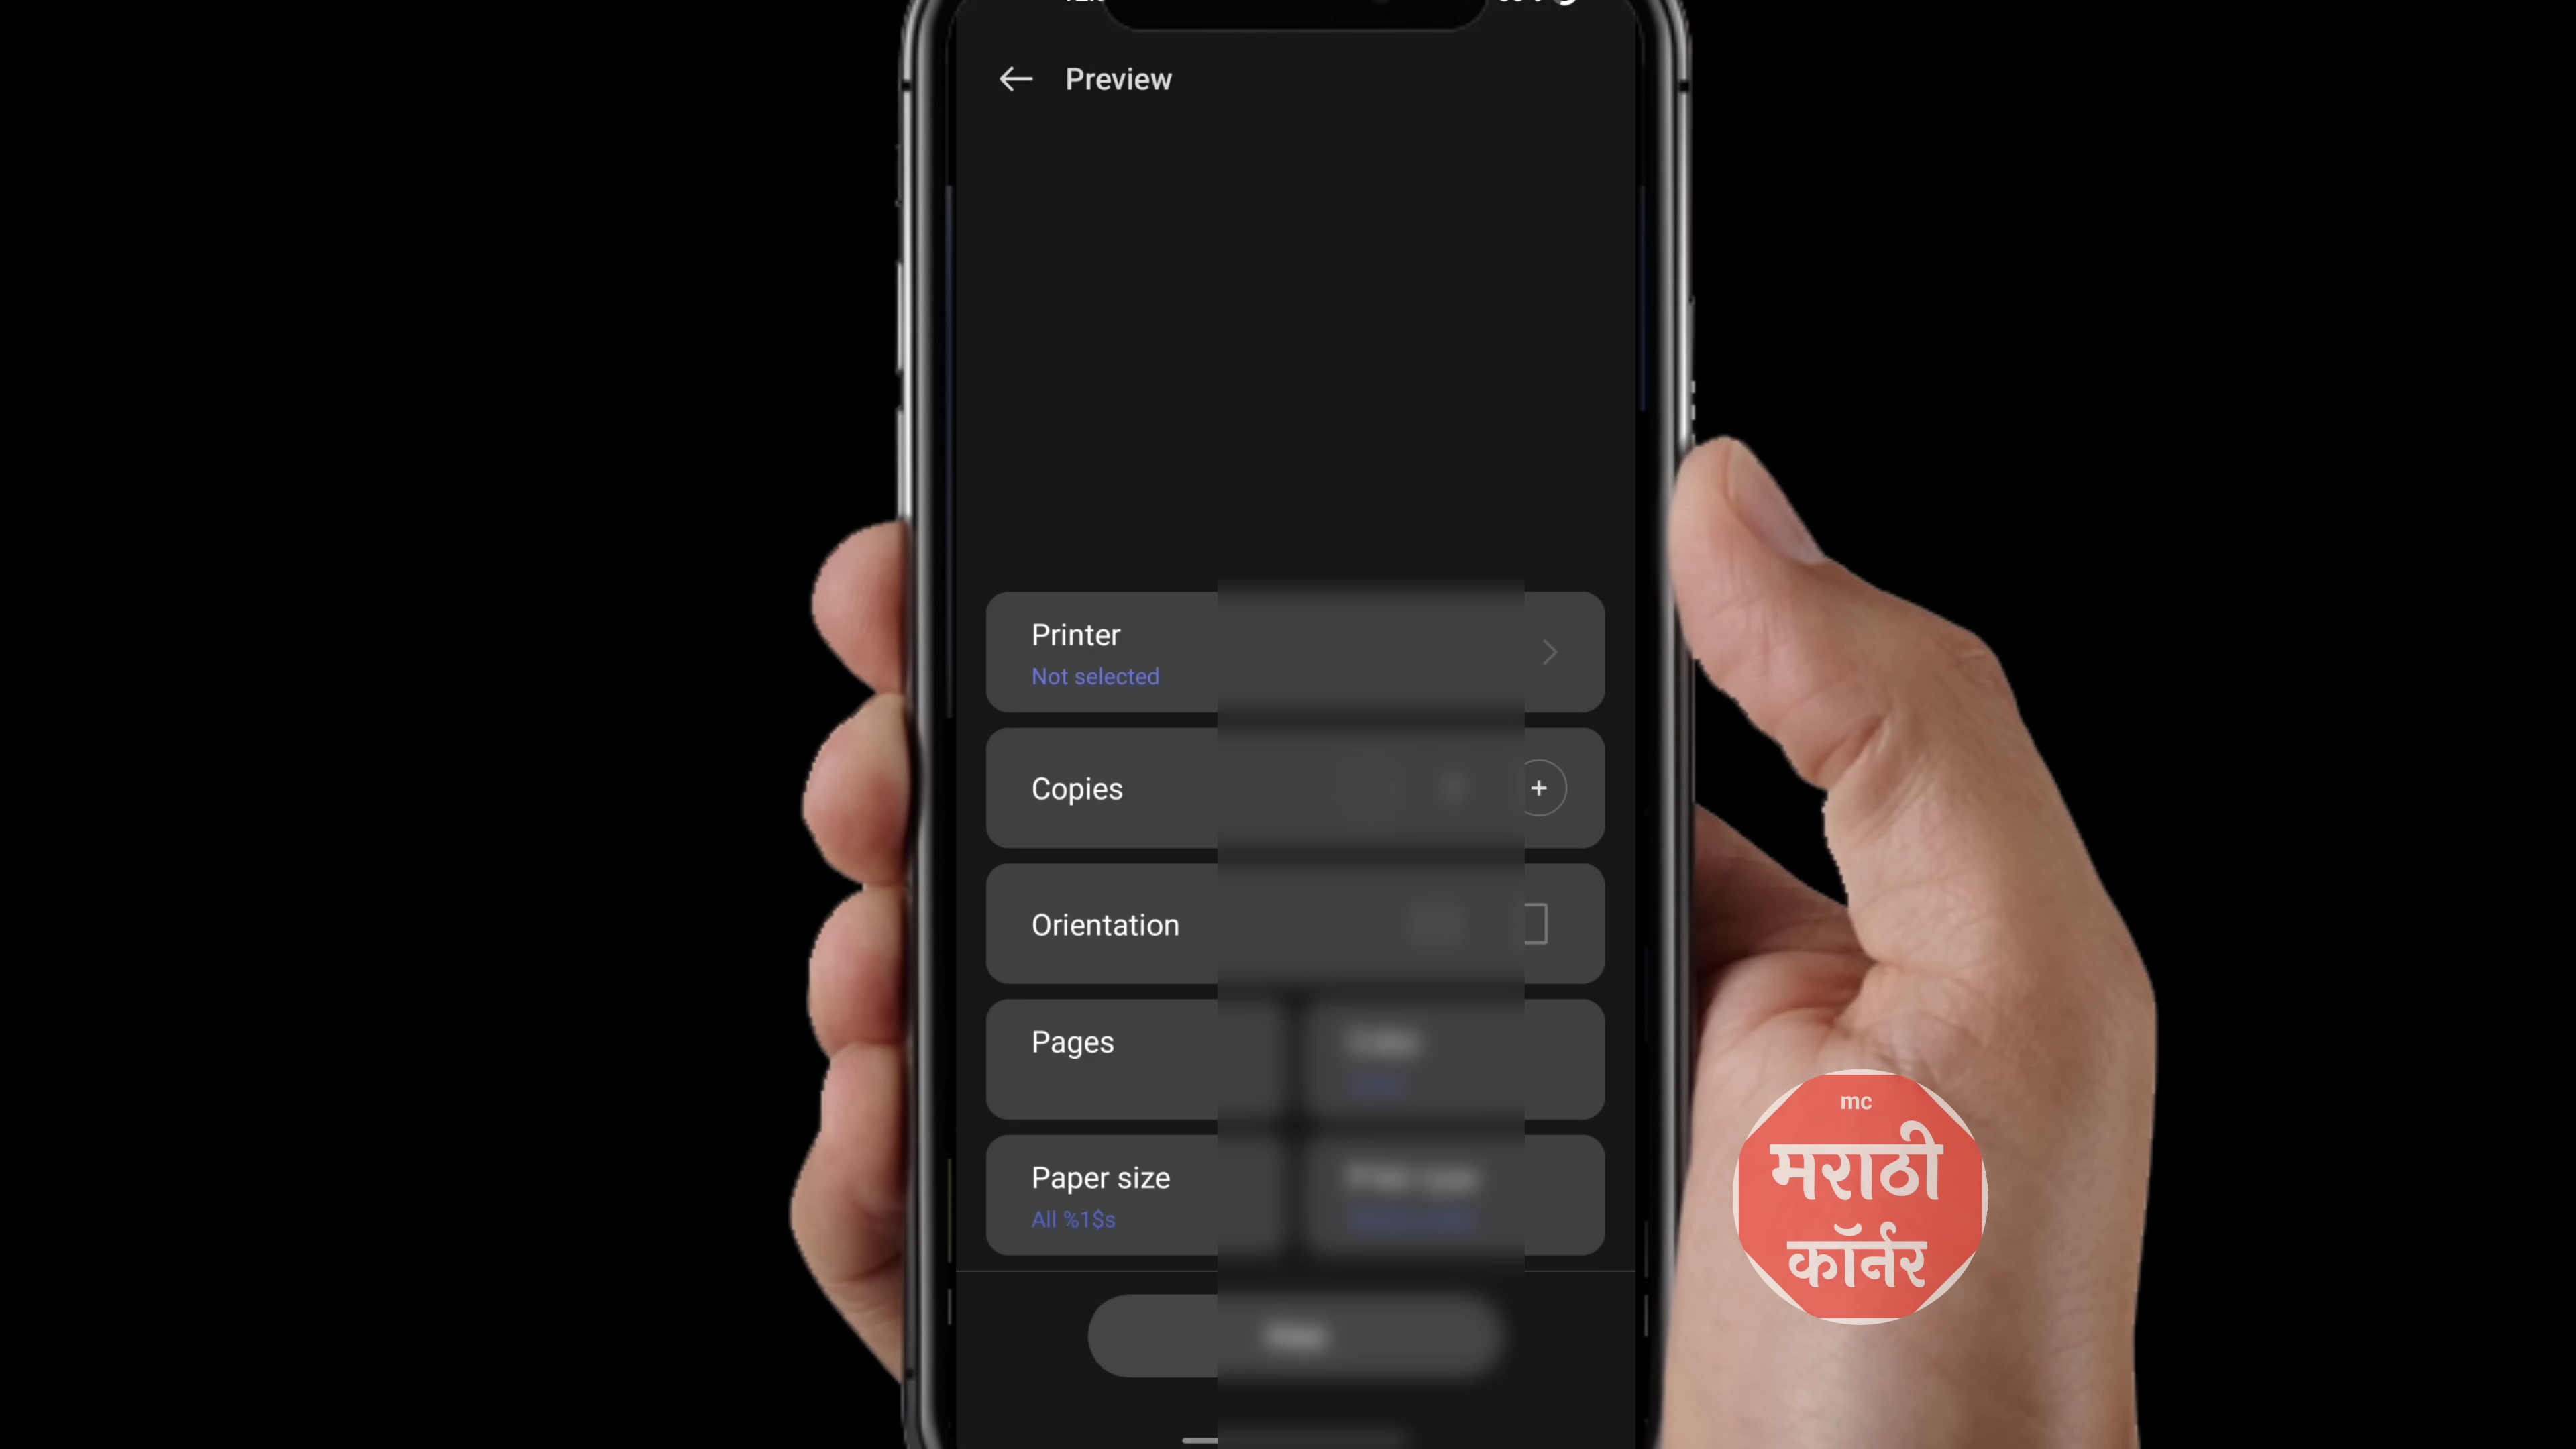 Preview
Printer
Not selected
Copies
Orientation
Pages
Paper size
All %1$s
mc
मराठी
कॉर्नर